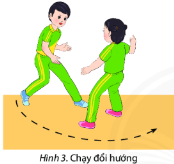 Hình 3. Chạy đổi hướng